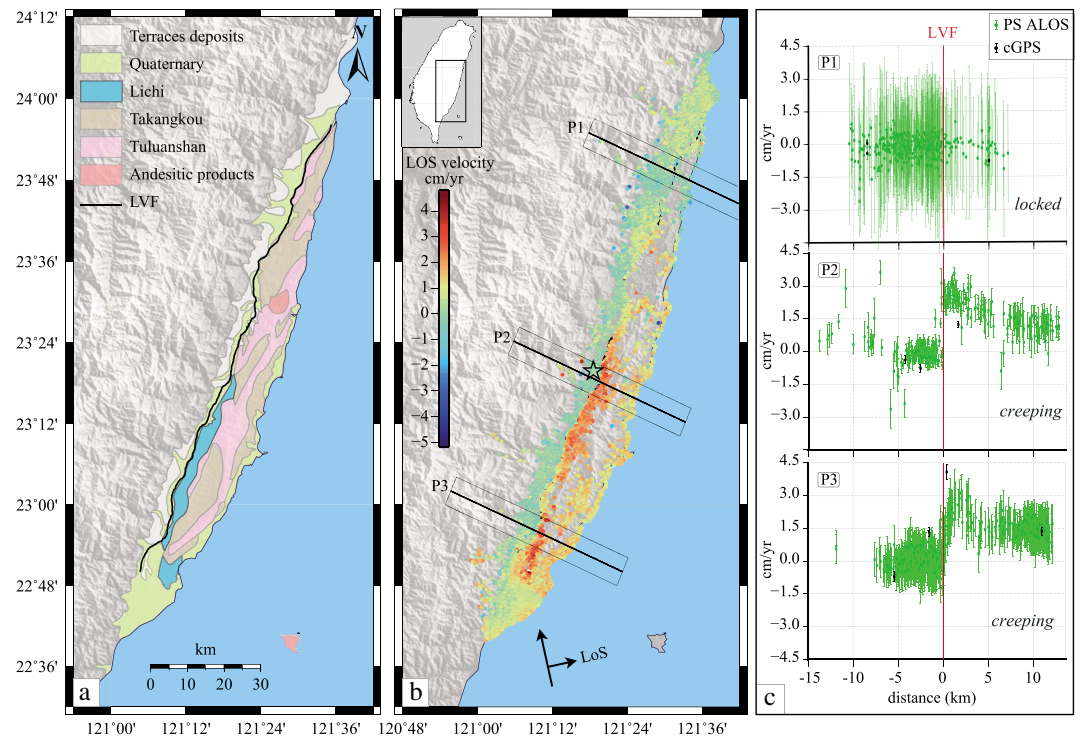 24°12'
24°00'
23°48'
23°36'
23°24'
23°12'
23°00'
22°48'
22°36'
Terraces deposits
Quaternary
Lichi
Takangkou
Tuluanshan
Andesitic products
LVF
N
km
0 5 10 20 30
a
121°00' 121°12' 121°24' 121°36'
P1
P2
P3
LOS velocity
cm/yr
4
3
2
1
0
−1
−2
−3
−4
−5
LoS
b
120°48' 121°00' 121°12' 121°24' 121°36'
PS ALOS
cGPS
LVF
P1
4.5
3.0
1.5
0.0
−1.5
−3.0
cm/yr
locked
P2
4.5
3.0
1.5
0.0
−1.5
−3.0
cm/yr
creeping
P3
4.5
3.0
1.5
0.0
−1.5
−3.0
−4.5
cm/yr
creeping
-15 -10 -5 0 5 10
distance (km)
c